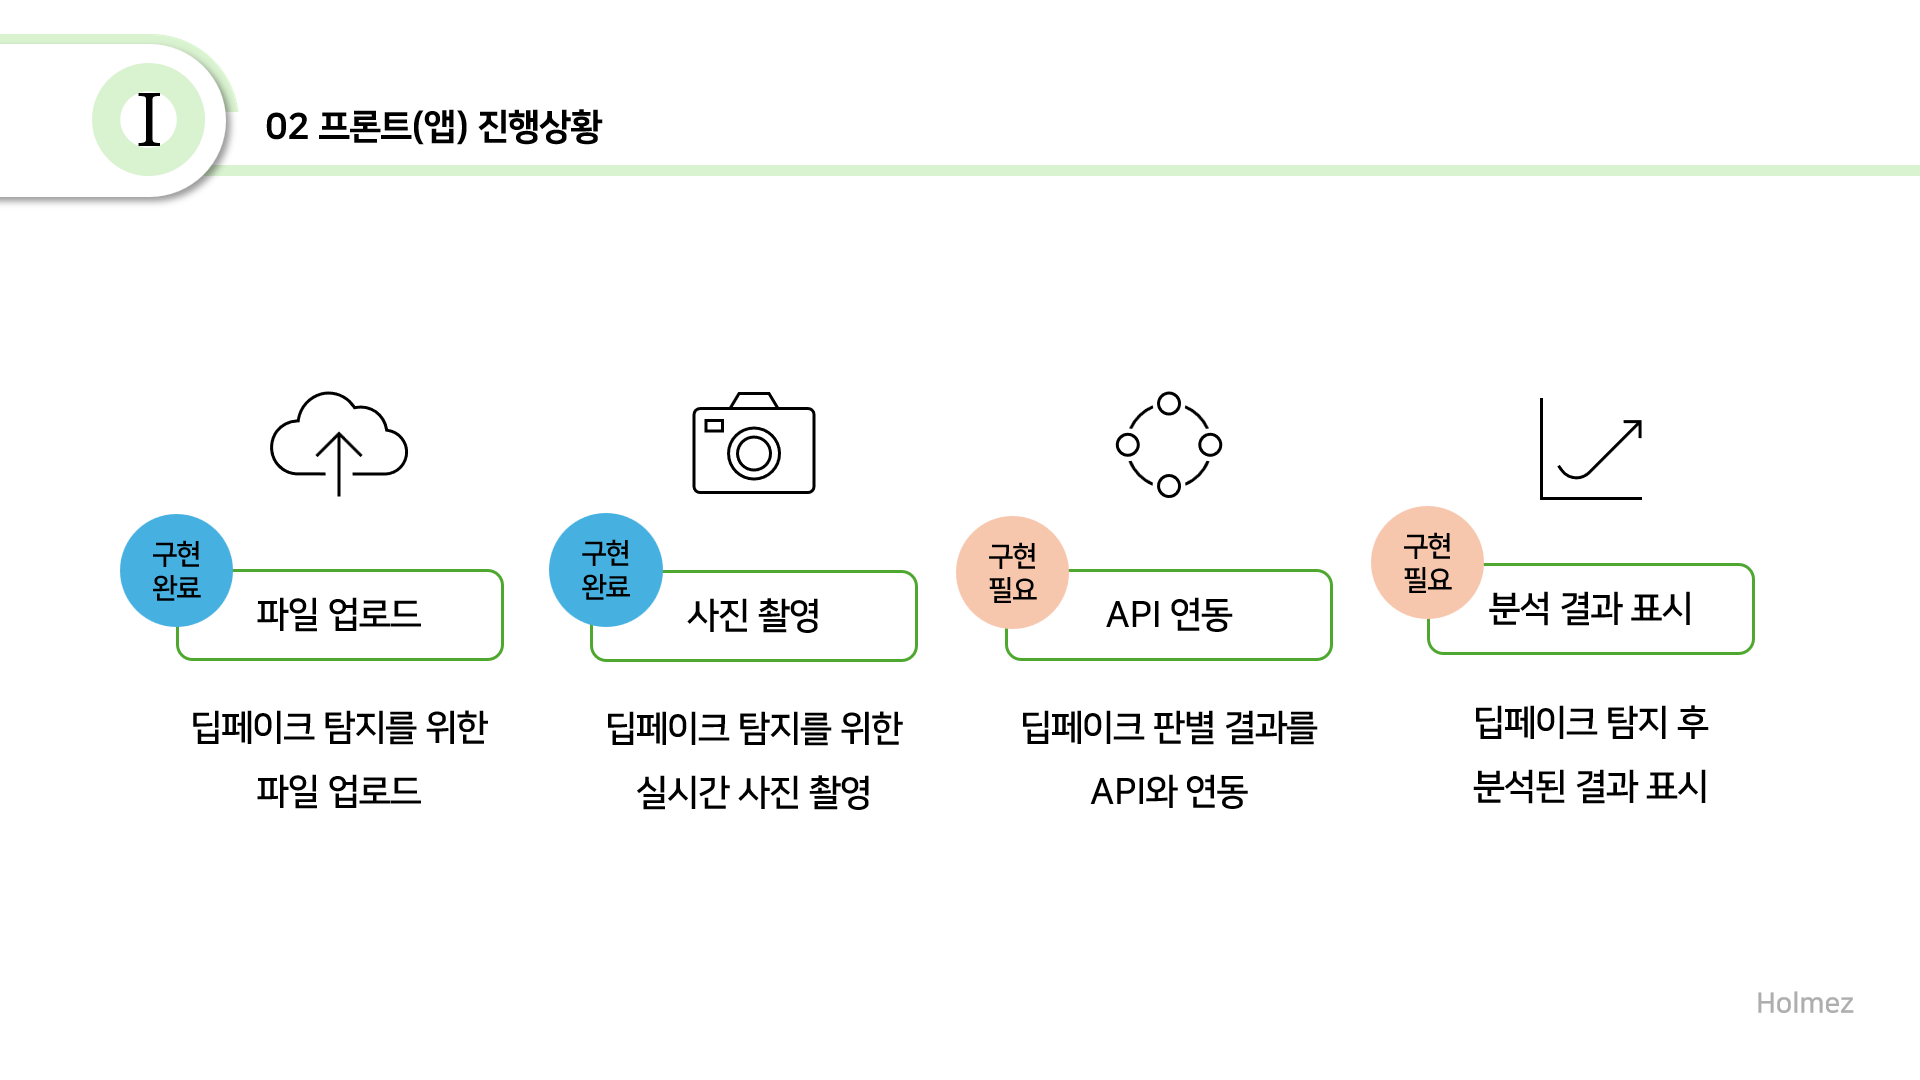 I
02 프론트(앱) 진행상황
구현
완료
파일 업로드
딥페이크 탐지를 위한
파일 업로드
구현
완료
사진 촬영
딥페이크 탐지를 위한
실시간 사진 촬영
구현
필요
API 연동
딥페이크 판별 결과를
API와 연동
구현
필요
분석 결과 표시
딥페이크 탐지 후
분석된 결과 표시
Holmez